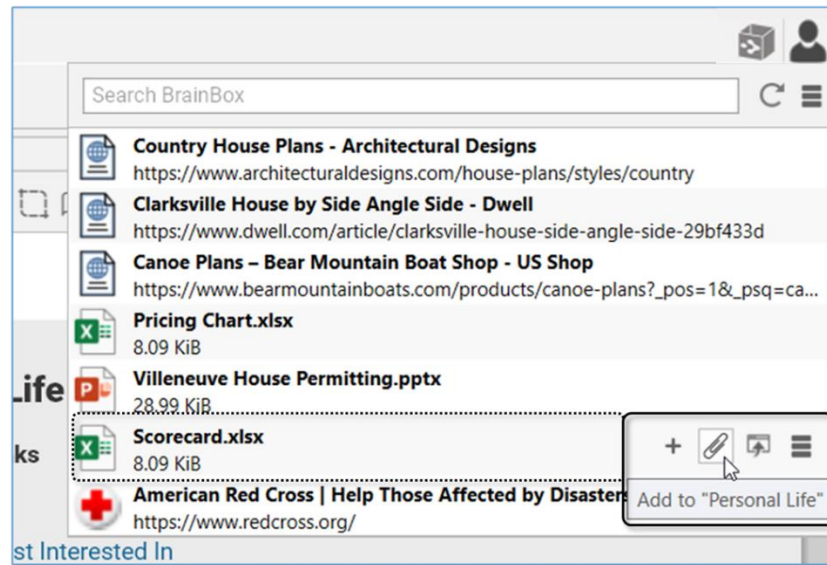 Search BrainBox
Country House Plans - Architectural Designs
https://www.architecturaldesigns.com/house-plans/styles/country
Clarksville House by Side Angle Side - Dwell
https://www.dwell.com/article/clarksville-house-side-angle-side-29bf433d
Canoe Plans – Bear Mountain Boat Shop - US Shop
https://www.bearmountainboats.com/products/canoe-plans?_pos=1&_psq=ca...
Pricing Chart.xlsx
8.09 KiB
Life
Villeneuve House Permitting.pptx
28.99 KiB
ks
Scorecard.xlsx
8.09 KiB
American Red Cross | Help Those Affected by Disasters
Add to "Personal Life"
https://www.redcross.org/
st Interested In